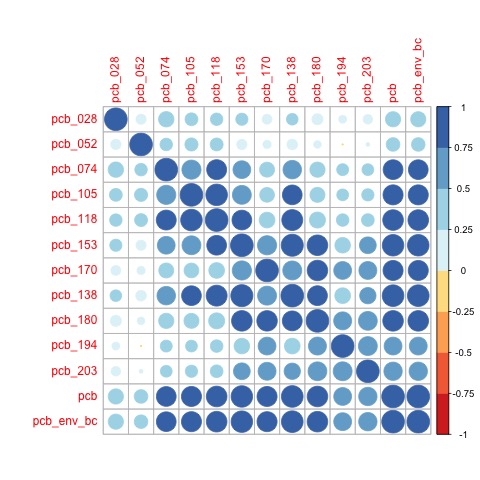 pcb_028
pcb_052
pcb_074
pcb_105
pcb_118
pcb_153
pcb_170
pcb_138
pcb_180
pcb_194
pcb_203
pcb
pcb_env_bc
pcb_028
pcb_052
pcb_074
pcb_105
pcb_118
pcb_153
pcb_170
pcb_138
pcb_180
pcb_194
pcb_203
pcb
pcb_env_bc
1
0.75
0.5
0.25
0
-0.25
-0.5
-0.75
-1